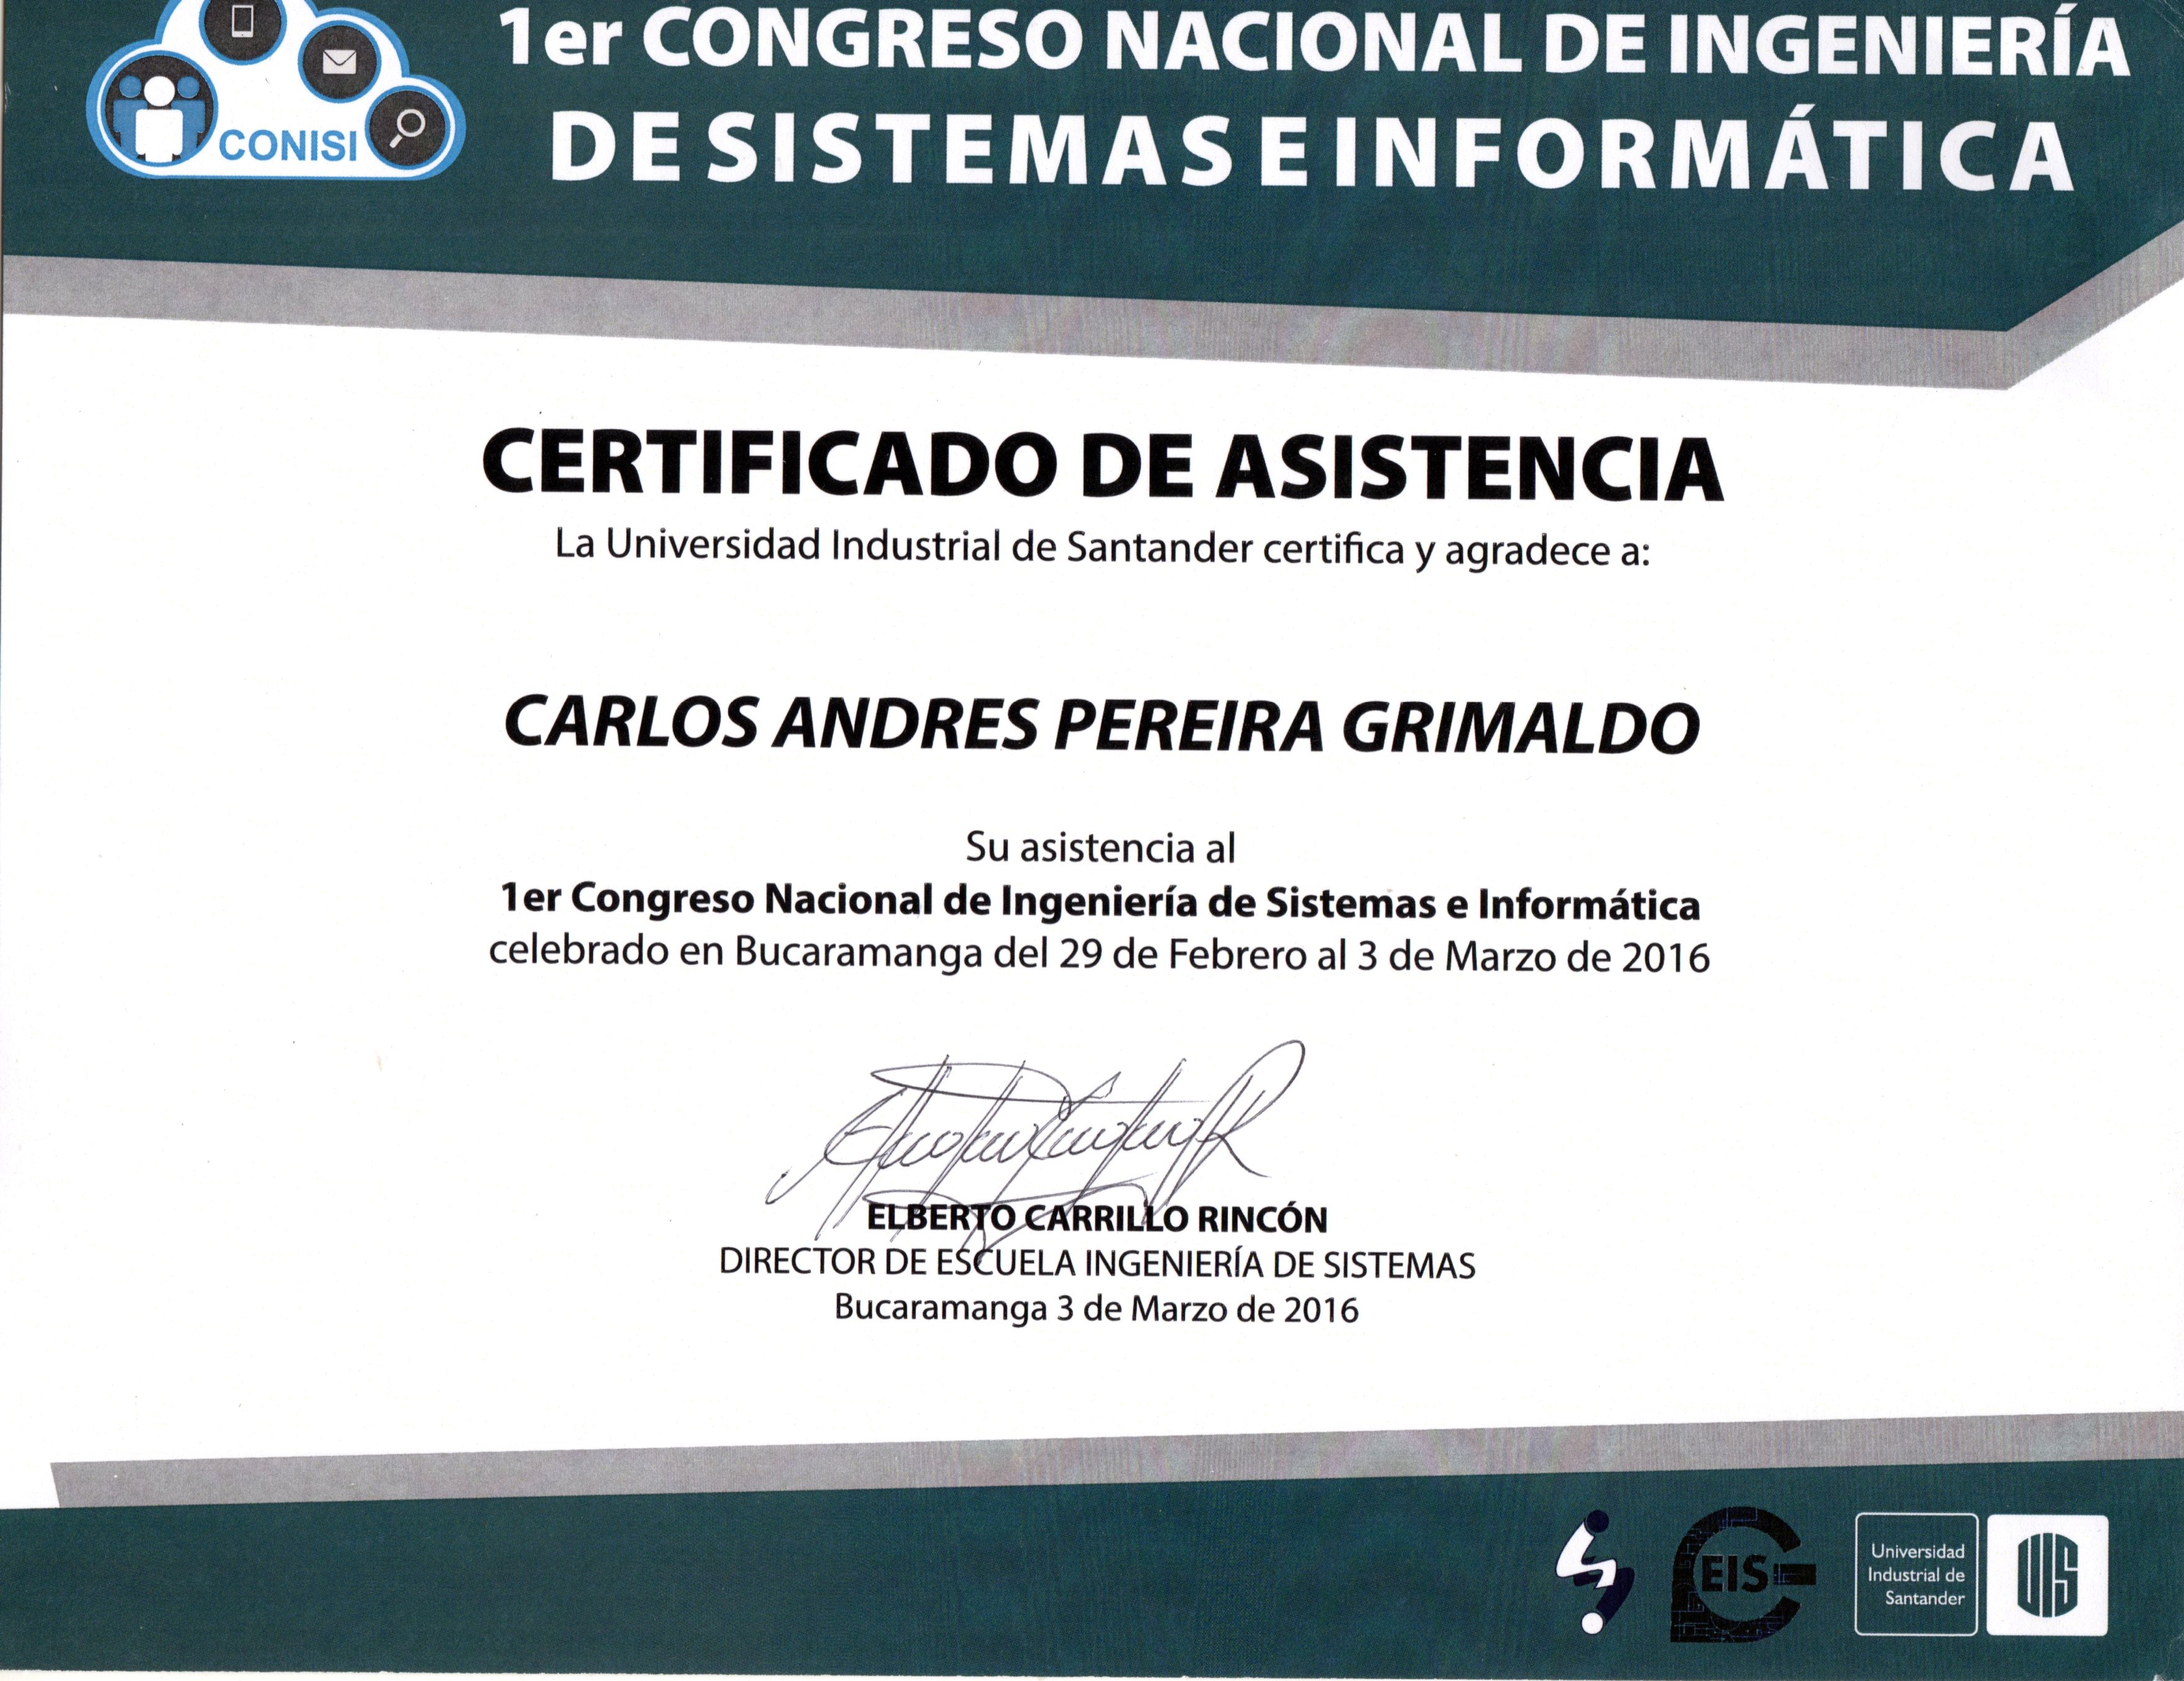 1er CONGRESO NACIONAL DE INGENIERÍA
DE SISTEMAS E INFORMÁTICA
CONISI
CERTIFICADO DE ASISTENCIA
La Universidad Industrial de Santander certifica y agradece a:
CARLOS ANDRES PEREIRA GRIMALDO
Su asistencia al
1er Congreso Nacional de Ingeniería de Sistemas e Informática
celebrado en Bucaramanga del 29 de Febrero al 3 de Marzo de 2016
ELBERTO CARRILLO RINCÓN
DIRECTOR DE ESCUELA INGENIERÍA DE SISTEMAS
Bucaramanga 3 de Marzo de 2016
EIS
Universidad
Industrial de
Santander
UIS